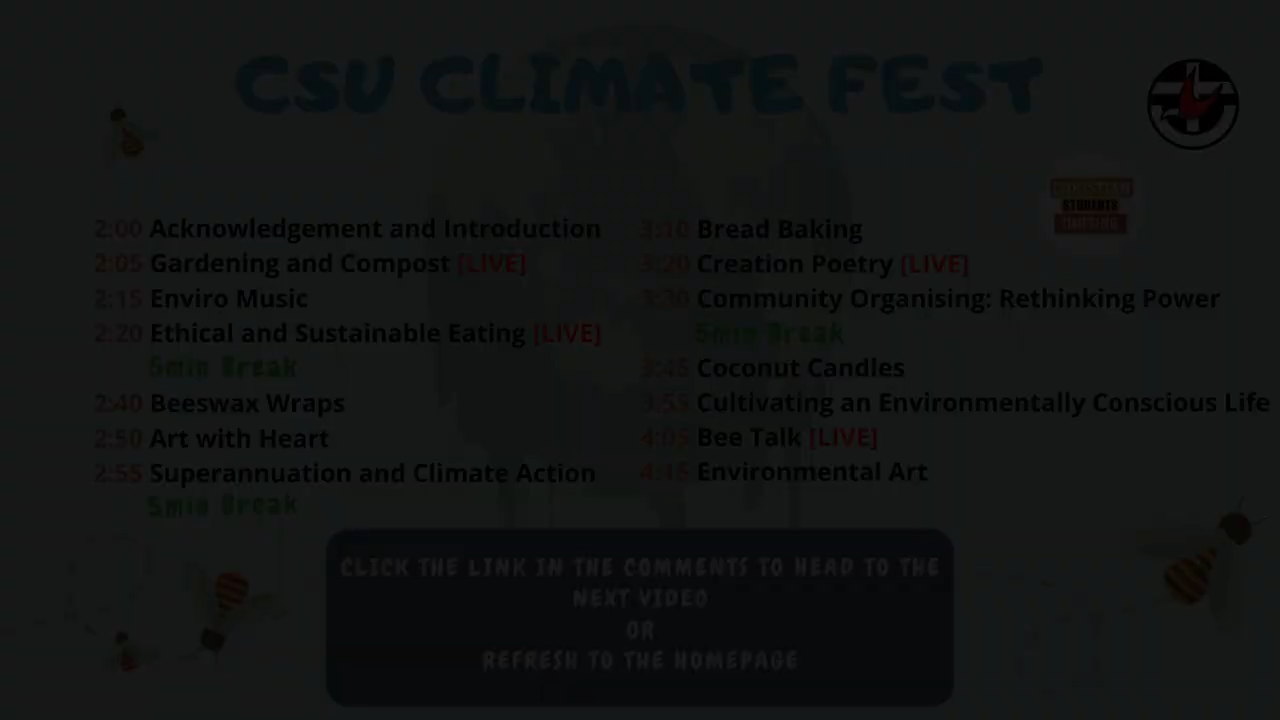 CSU CLIMATE FEST
CHRISTIAN
STUDENTS
UNITING
2:00 Acknowledgement and Introduction
2:05 Gardening and Compost [LIVE]
2:15 Enviro Music
2:20 Ethical and Sustainable Eating [LIVE]
5min Break
2:40 Beeswax Wraps
2:50 Art with Heart
2:55 Superannuation and Climate Action
5min Break
3:10 Bread Baking
3:20 Creation Poetry [LIVE]
3:30 Community Organising: Rethinking Power
5min Break
3:45 Coconut Candles
3:55 Cultivating an Environmentally Conscious Life
4:05 Bee Talk [LIVE]
4:15 Environmental Art
CLICK THE LINK IN THE COMMENTS TO HEAD TO THE
NEXT VIDEO
OR
REFRESH TO THE HOMEPAGE